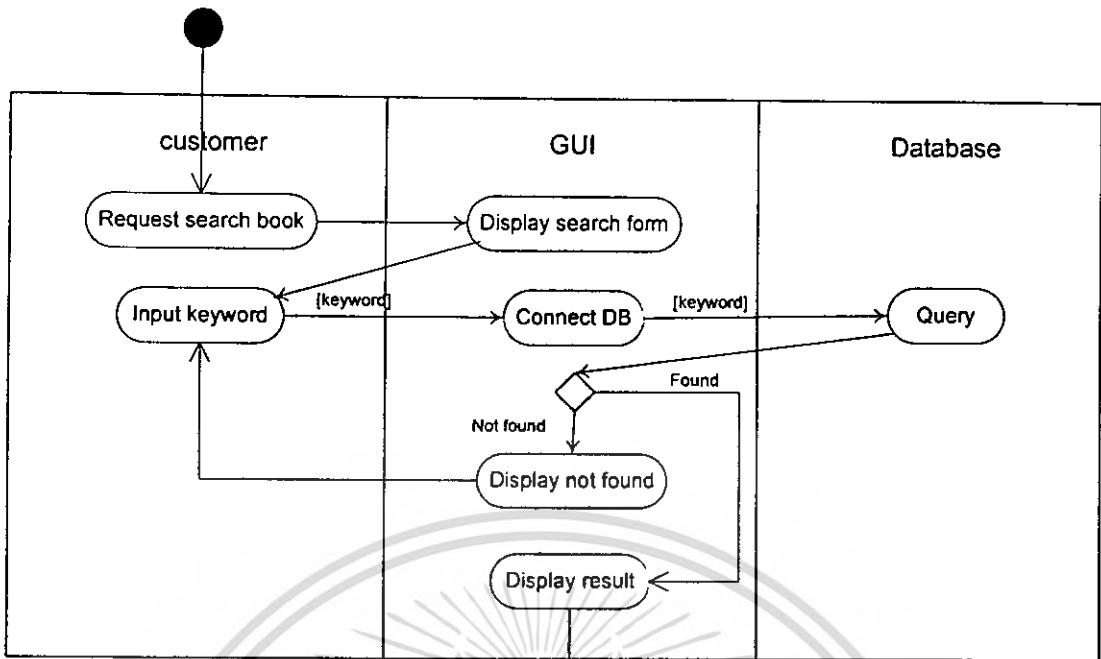 customer
GUI
Database
Request search book
Display search form
Input keyword
[keyword]
Connect DB
[keyword]
Query
Found
Not found
Display not found
Display result